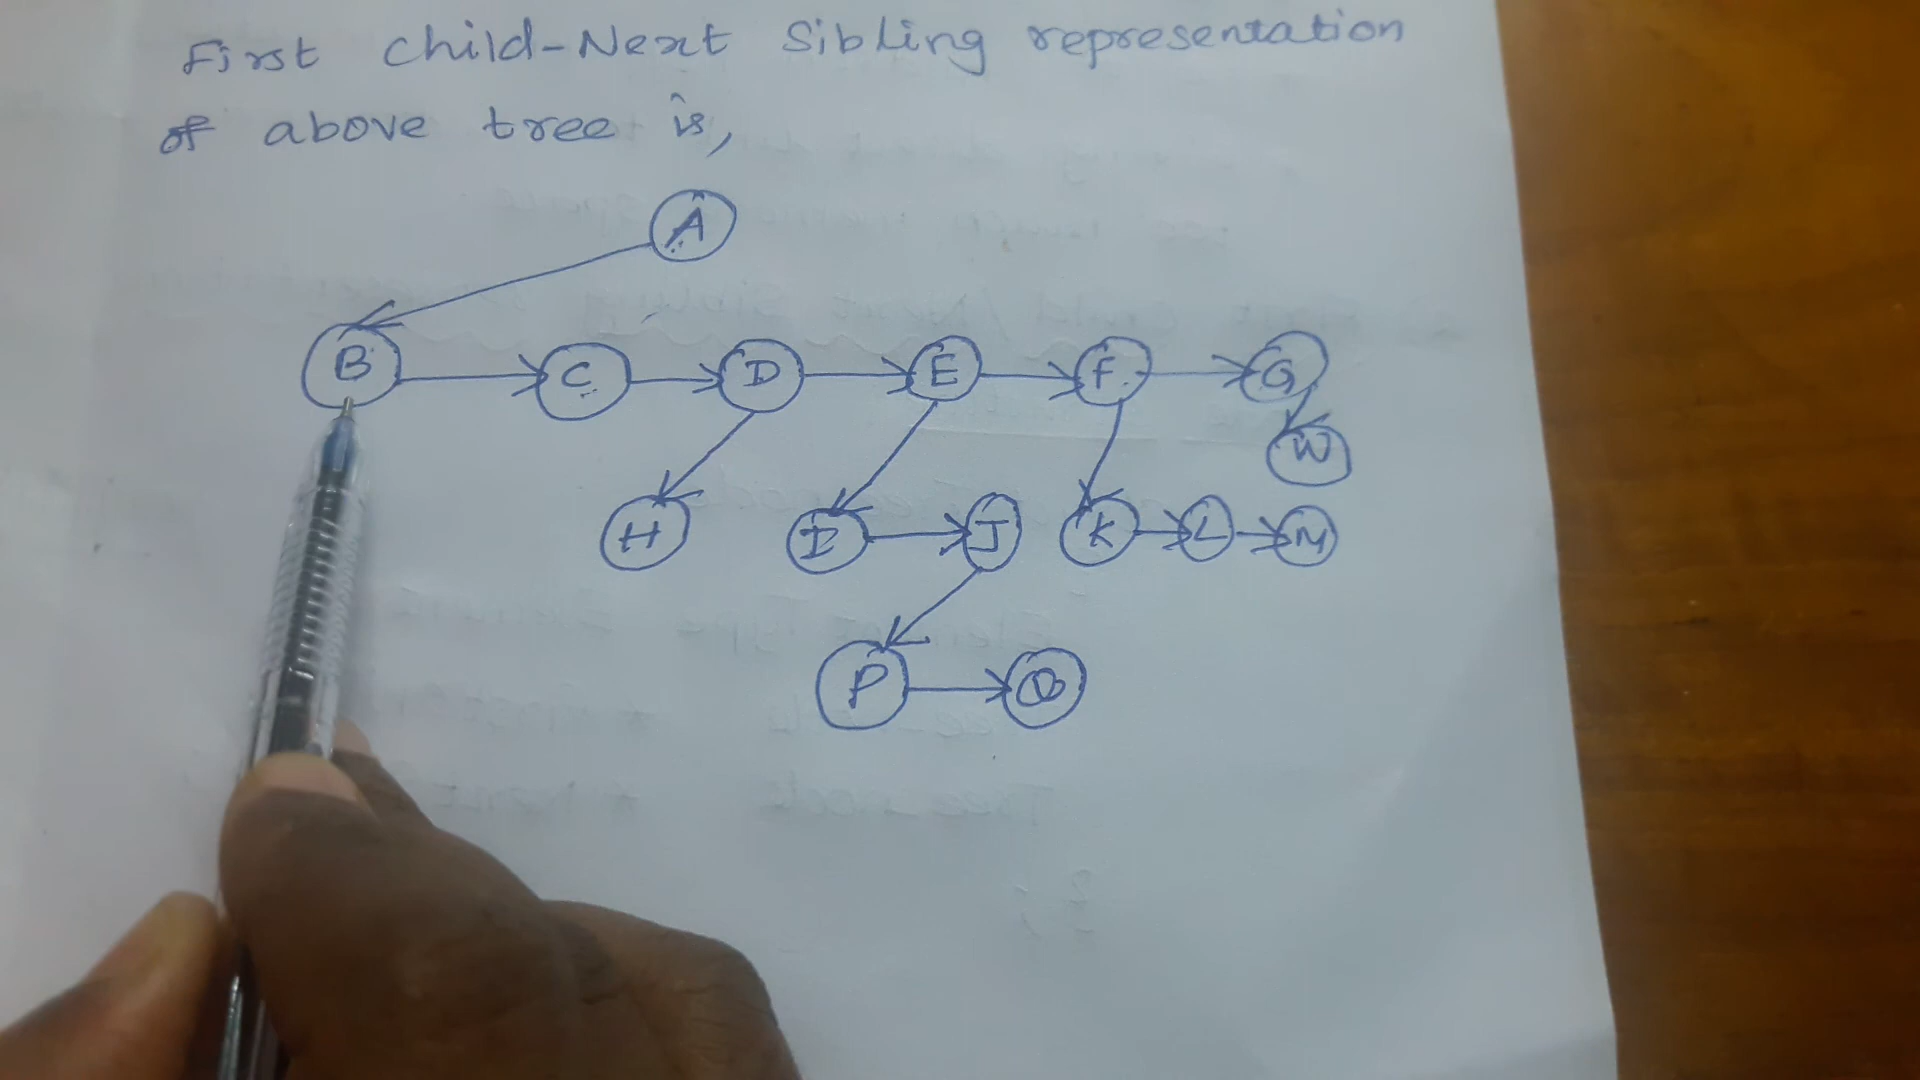 First Child-Next Sibling representation
of above tree is,
A
B C D E F G
W
H I J K L M
P Q